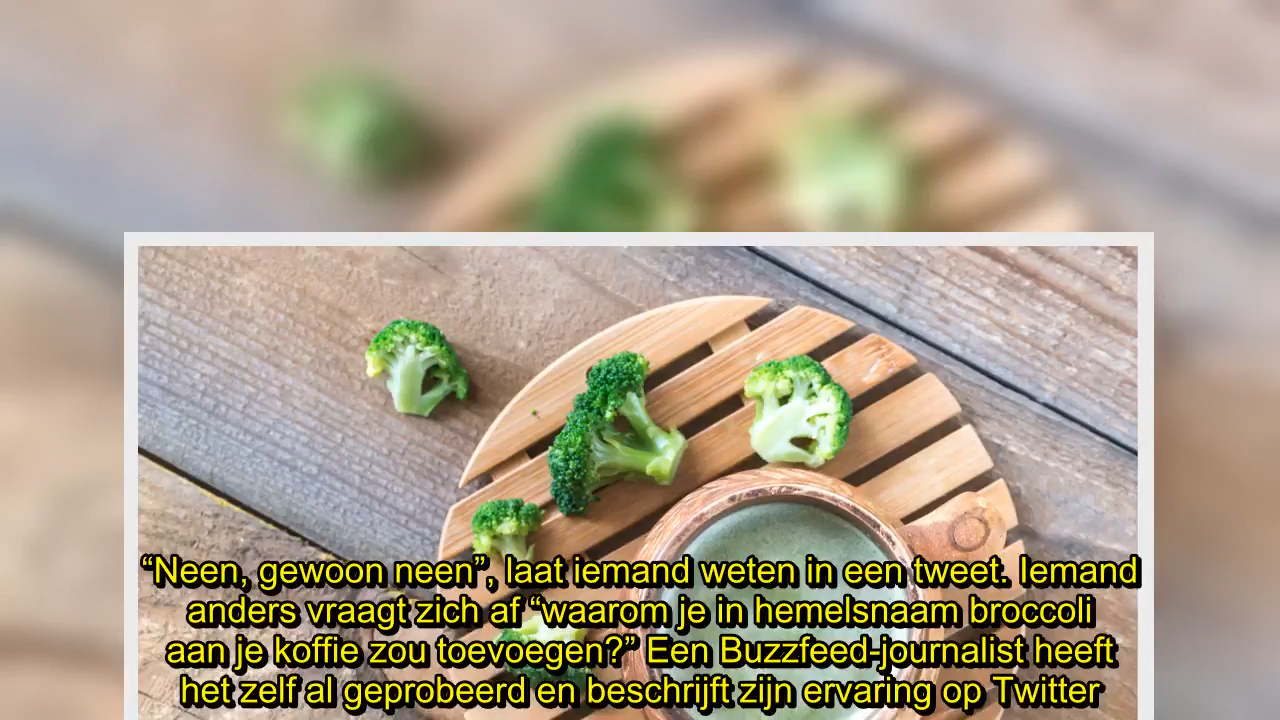 “Neen, gewoon neen”, laat iemand weten in een tweet. Iemand
anders vraagt zich af “waarom je in hemelsnaam broccoli
aan je koffie zou toevoegen?” Een Buzzfeed-journalist heeft
het zelf al geprobeerd en beschrijft zijn ervaring op Twitter